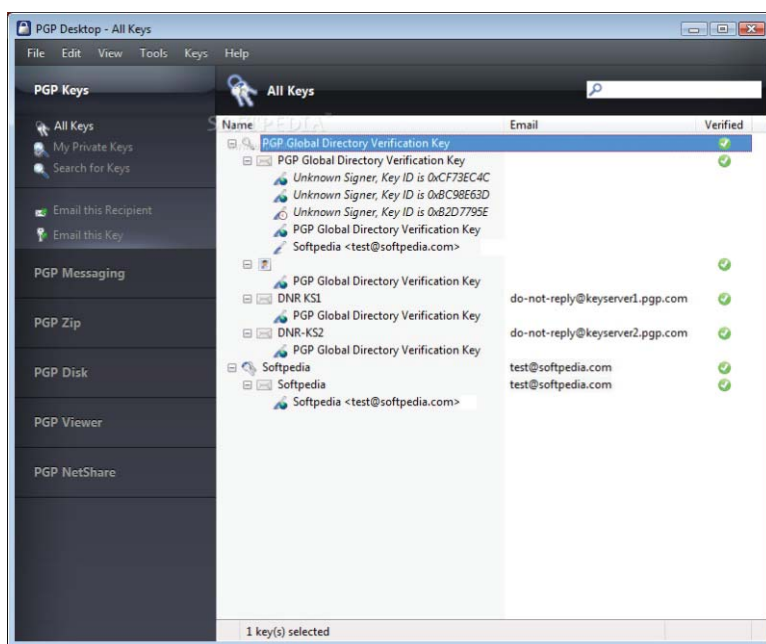 PGP Desktop - All Keys
File Edit View Tools Keys Help
PGP Keys
All Keys
My Private Keys
Search for Keys
Email this Recipient
Email this Key
PGP Messaging
PGP Zip
PGP Disk
PGP Viewer
PGP NetShare
All Keys
Name Email Verified
PGP Global Directory Verification Key
PGP Global Directory Verification Key
Unknown Signer, Key ID is 0xCF73EC4C
Unknown Signer, Key ID is 0xBC98E63D
Unknown Signer, Key ID is 0xB2D7795E
PGP Global Directory Verification Key
Softpedia <test@softpedia.com>
PGP Global Directory Verification Key
DNR KS1 do-not-reply@keyserver1.pgp.com
PGP Global Directory Verification Key
DNR-KS2 do-not-reply@keyserver2.pgp.com
PGP Global Directory Verification Key
Softpedia test@softpedia.com
Softpedia test@softpedia.com
Softpedia <test@softpedia.com>
1 key(s) selected